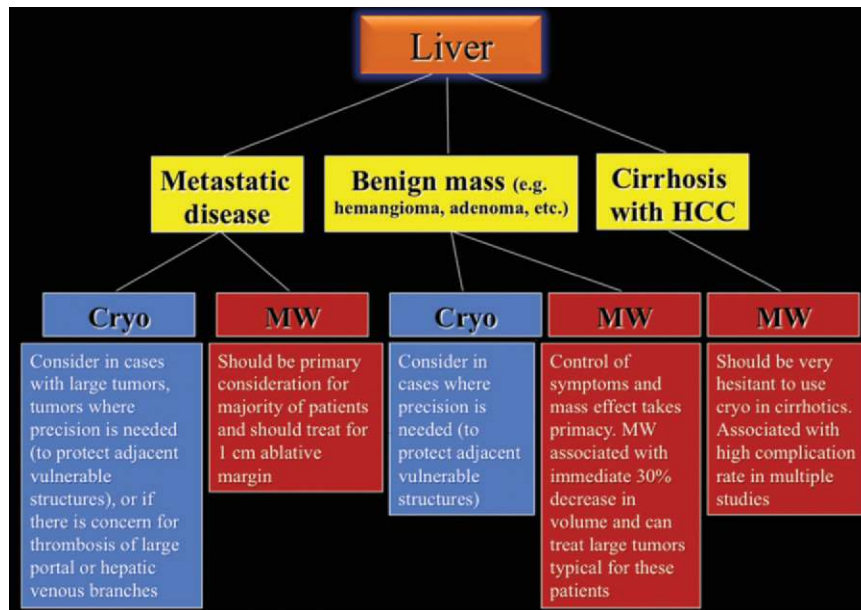 Liver
Metastatic
disease
Benign mass (e.g.
hemangioma, adenoma, etc.)
Cirrhosis
with HCC
Cryo
Consider in cases
with large tumors,
tumors where
precision is needed
(to protect adjacent
vulnerable
structures), or if
there is concern for
thrombosis of large
portal or hepatic
venous branches
MW
Should be primary
consideration for
majority of patients
and should treat for
1 cm ablative
margin
Cryo
Consider in
cases where
precision is
needed (to
protect adjacent
vulnerable
structures)
MW
Control of
symptoms and
mass effect takes
primacy. MW
associated with
immediate 30%
decrease in
volume and can
treat large tumors
typical for these
patients
MW
Should be very
hesitant to use
cryo in cirrhotics.
Associated with
high complication
rate in multiple
studies